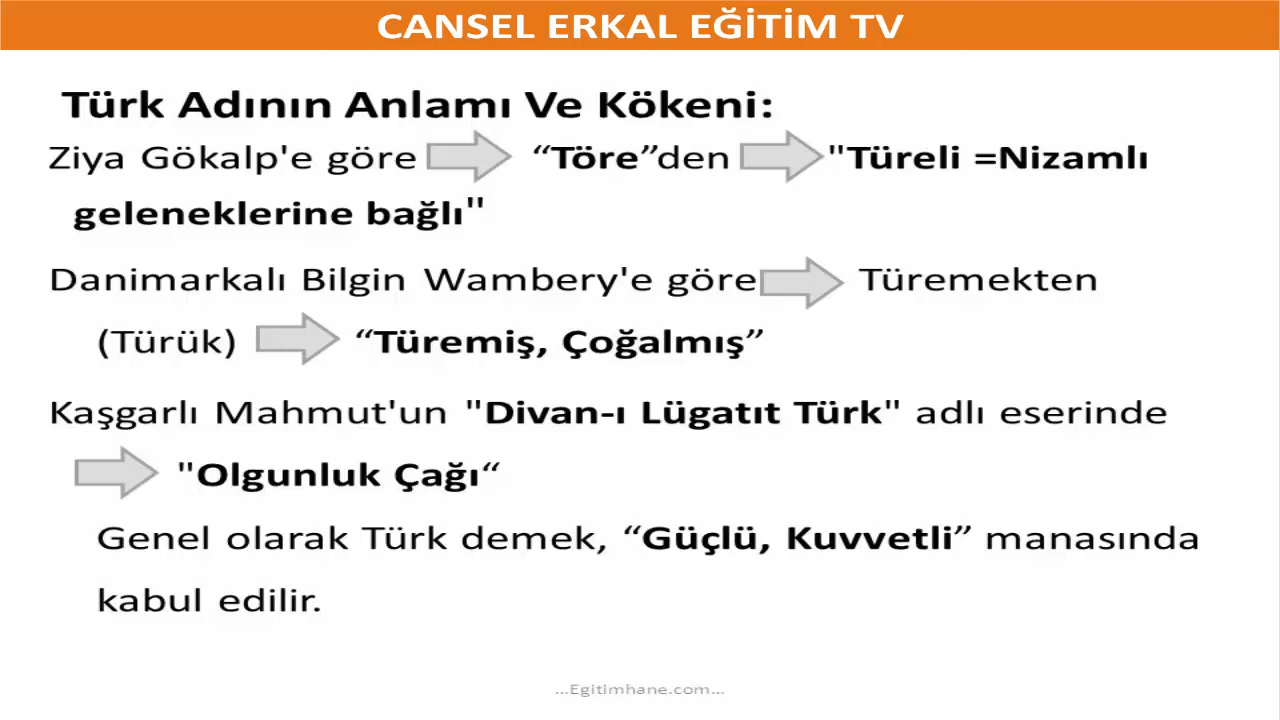 CANSEL ERKAL EĞİTİM TV
Türk Adının Anlamı Ve Kökeni:
Ziya Gökalp'e göre “Töre”den "Türeli =Nizamlı
geleneklerine bağlı"
Danimarkalı Bilgin Wambery'e göre Türemekten
(Türük) “Türemiş, Çoğalmış”
Kaşgarlı Mahmut'un "Divan-ı Lügatıt Türk" adlı eserinde
"Olgunluk Çağı“
Genel olarak Türk demek, “Güçlü, Kuvvetli” manasında
kabul edilir.
...Egitimhane.com...